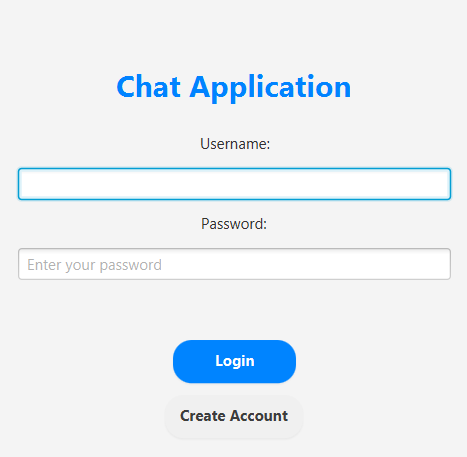 Chat Application
Username:
Password:
Enter your password
Login
Create Account